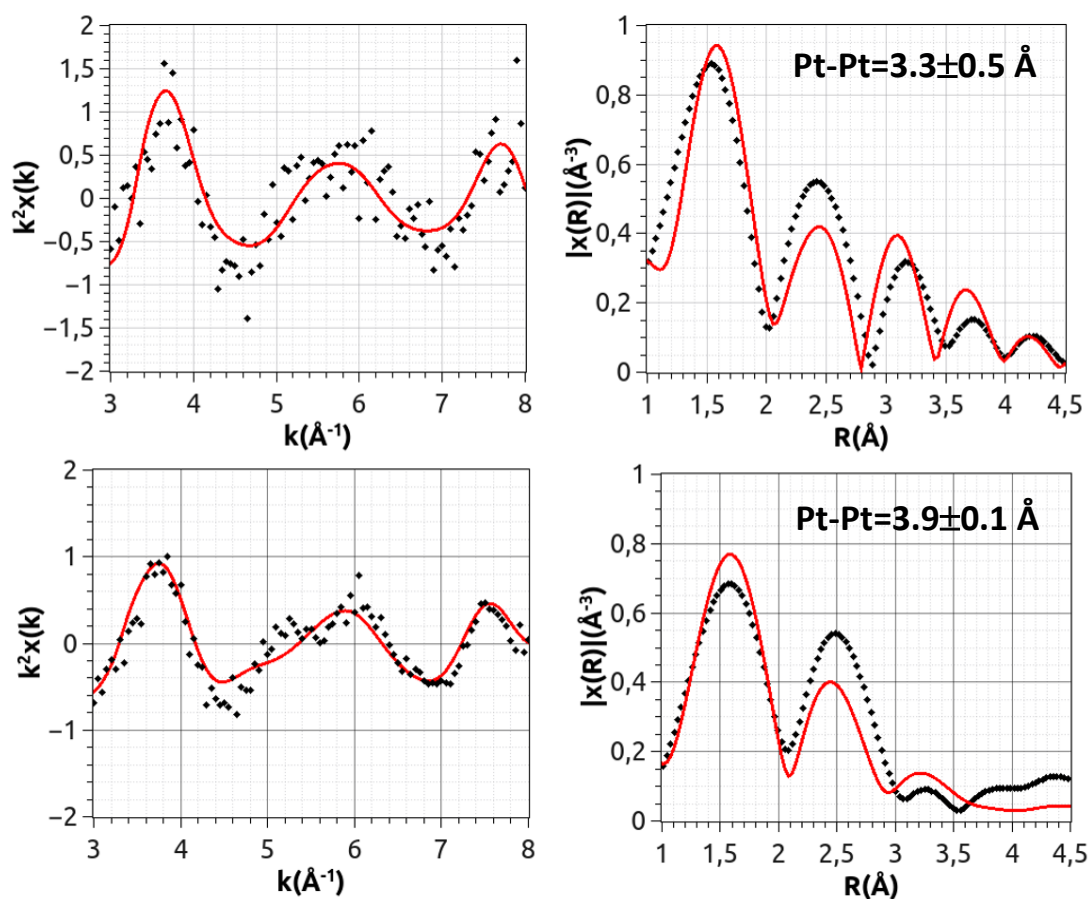 2
1,5
1
0,5
0
−0,5
−1
−1,5
−2
k²x(k)
3 4 5 6 7 8
k(Å⁻¹)
1
0,8
0,6
0,4
0,2
0
|x(R)|(Å⁻³)
Pt-Pt=3.3±0.5 Å
1 1,5 2 2,5 3 3,5 4 4,5
R(Å)
2
1
0
−1
−2
k²x(k)
3 4 5 6 7 8
k(Å⁻¹)
1
0,8
0,6
0,4
0,2
0
|x(R)|(Å⁻³)
Pt-Pt=3.9±0.1 Å
1 1,5 2 2,5 3 3,5 4 4,5
R(Å)